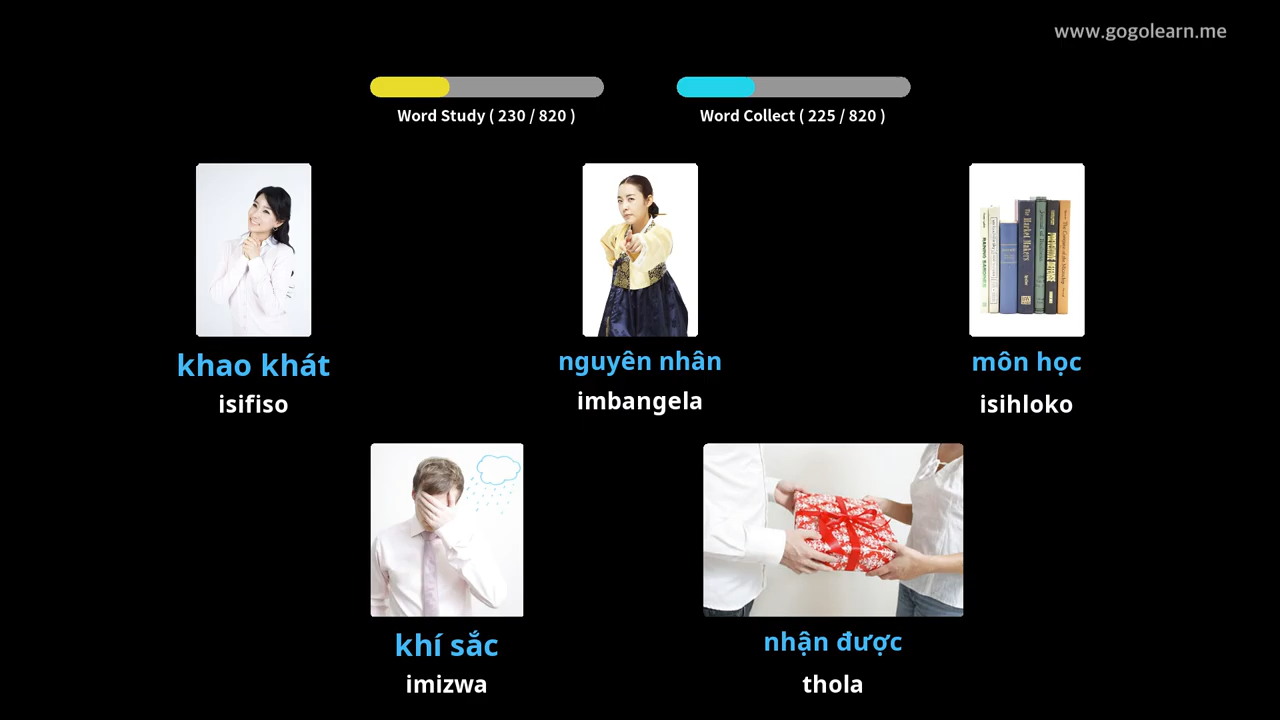 www.gogolearn.me
Word Study ( 230 / 820 )
Word Collect ( 225 / 820 )
khao khát
isifiso
nguyên nhân
imbangela
môn học
isihloko
khí sắc
imizwa
nhận được
thola